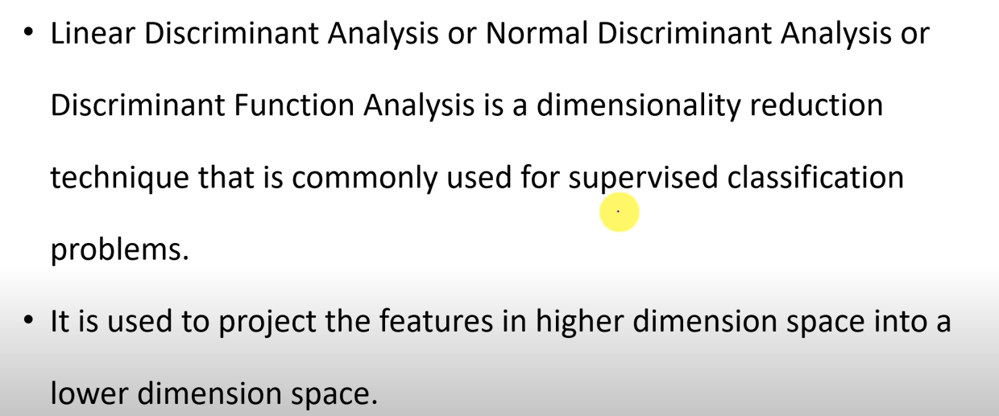 • Linear Discriminant Analysis or Normal Discriminant Analysis or
Discriminant Function Analysis is a dimensionality reduction
technique that is commonly used for supervised classification
problems.
• It is used to project the features in higher dimension space into a
lower dimension space.